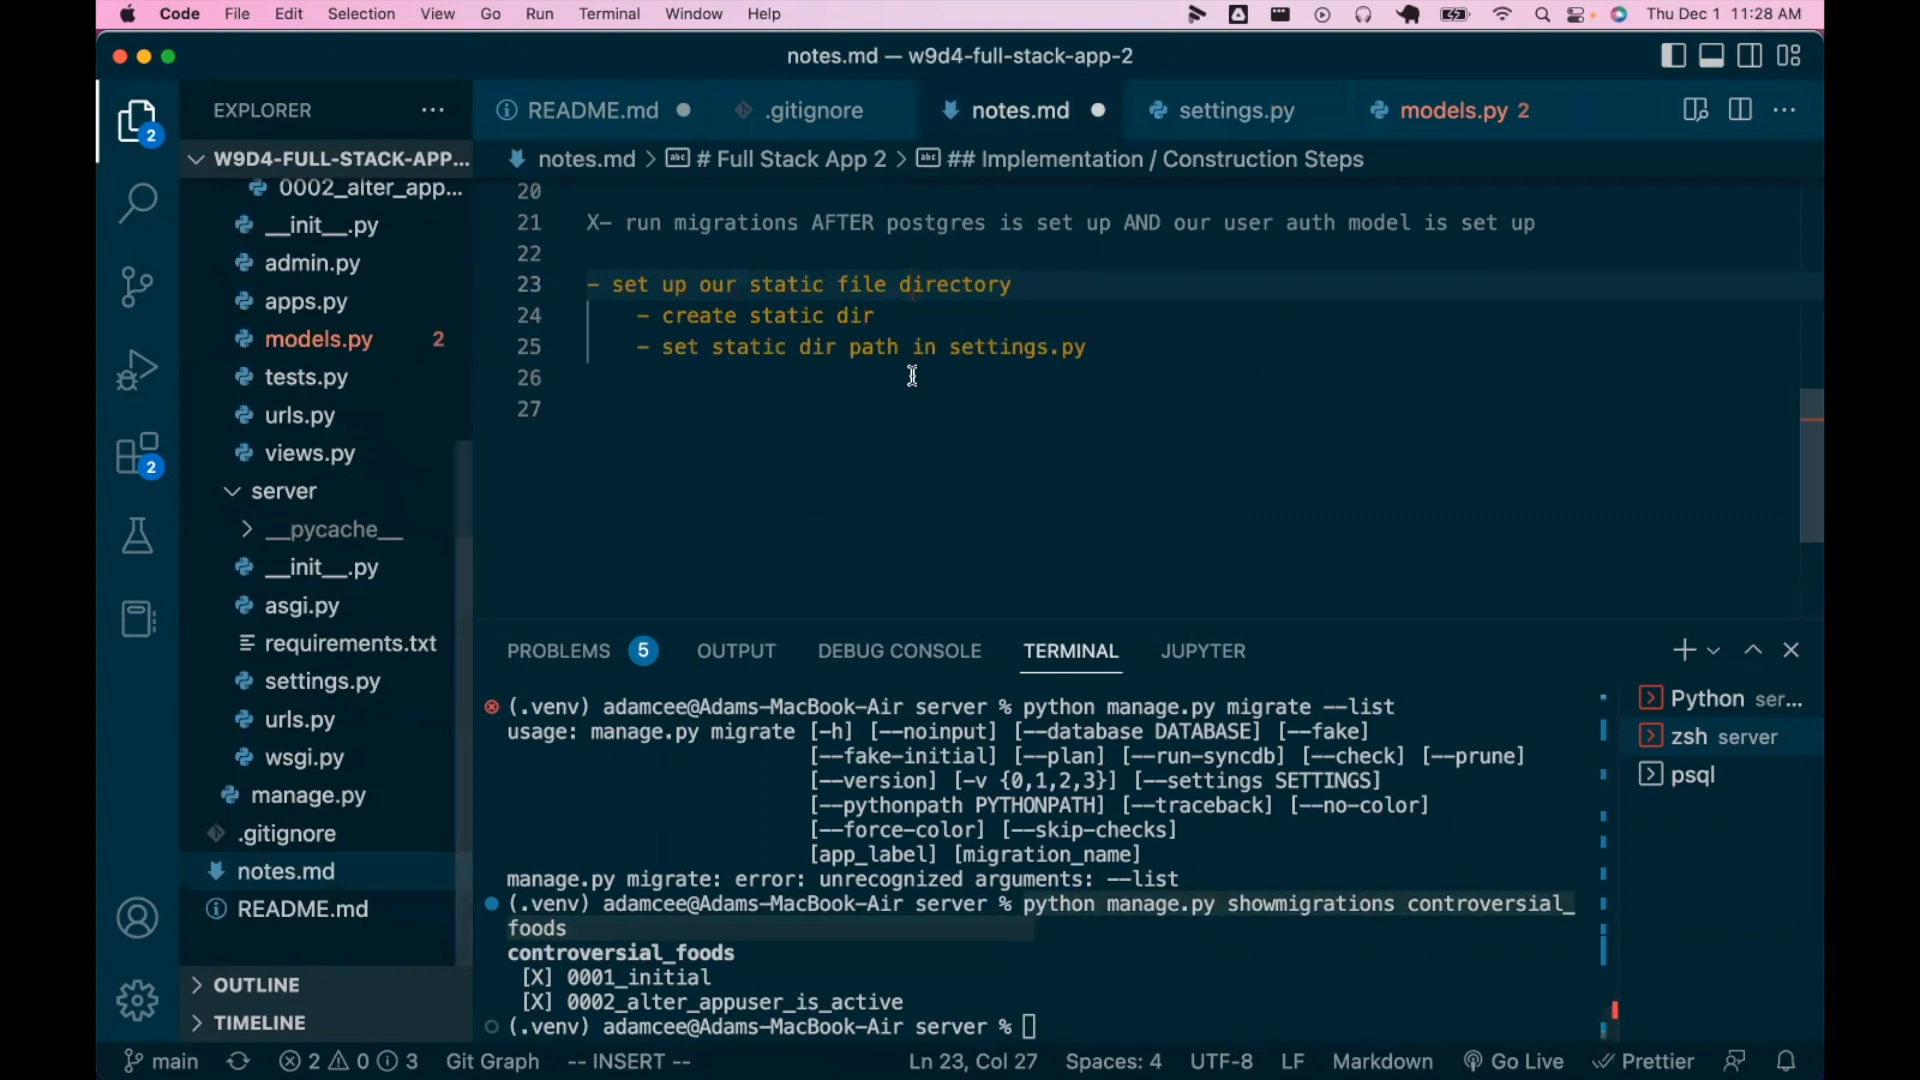 Code File Edit Selection View Go Run Terminal Window Help Thu Dec 1 11:28 AM
notes.md — w9d4-full-stack-app-2
EXPLORER
README.md
.gitignore
notes.md
settings.py
models.py 2
notes.md > # Full Stack App 2 > ## Implementation / Construction Steps
2
2
W9D4-FULL-STACK-APP...
0002_alter_app...
__init__.py
admin.py
apps.py
models.py 2
tests.py
urls.py
views.py
server
__pycache__
__init__.py
asgi.py
requirements.txt
settings.py
urls.py
wsgi.py
manage.py
.gitignore
notes.md
README.md
OUTLINE
TIMELINE
20
21 X- run migrations AFTER postgres is set up AND our user auth model is set up
22
23 - set up our static file directory
24 - create static dir
25 - set static dir path in settings.py
26
27
PROBLEMS 5 OUTPUT DEBUG CONSOLE TERMINAL JUPYTER
(.venv) adamcee@Adams-MacBook-Air server % python manage.py migrate --list
usage: manage.py migrate [-h] [--noinput] [--database DATABASE] [--fake]
[--fake-initial] [--plan] [--run-syncdb] [--check] [--prune]
[--version] [-v {0,1,2,3}] [--settings SETTINGS]
[--pythonpath PYTHONPATH] [--traceback] [--no-color]
[--force-color] [--skip-checks]
[app_label] [migration_name]
manage.py migrate: error: unrecognized arguments: --list
(.venv) adamcee@Adams-MacBook-Air server % python manage.py showmigrations controversial_
foods
controversial_foods
[X] 0001_initial
[X] 0002_alter_appuser_is_active
(.venv) adamcee@Adams-MacBook-Air server %
Python ser...
zsh server
psql
main 2 0 3 Git Graph -- INSERT -- Ln 23, Col 27 Spaces: 4 UTF-8 LF Markdown Go Live Prettier